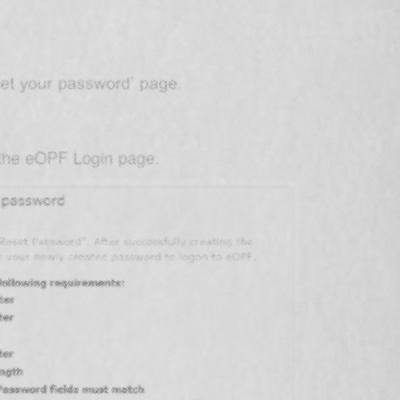 et your password' page.
the eOPF Login page.
password
Reset Password". After successfully creating the
your newly created password to logon to eOPF.
following requirements:
ter
ter
ter
ngth
Password fields must match